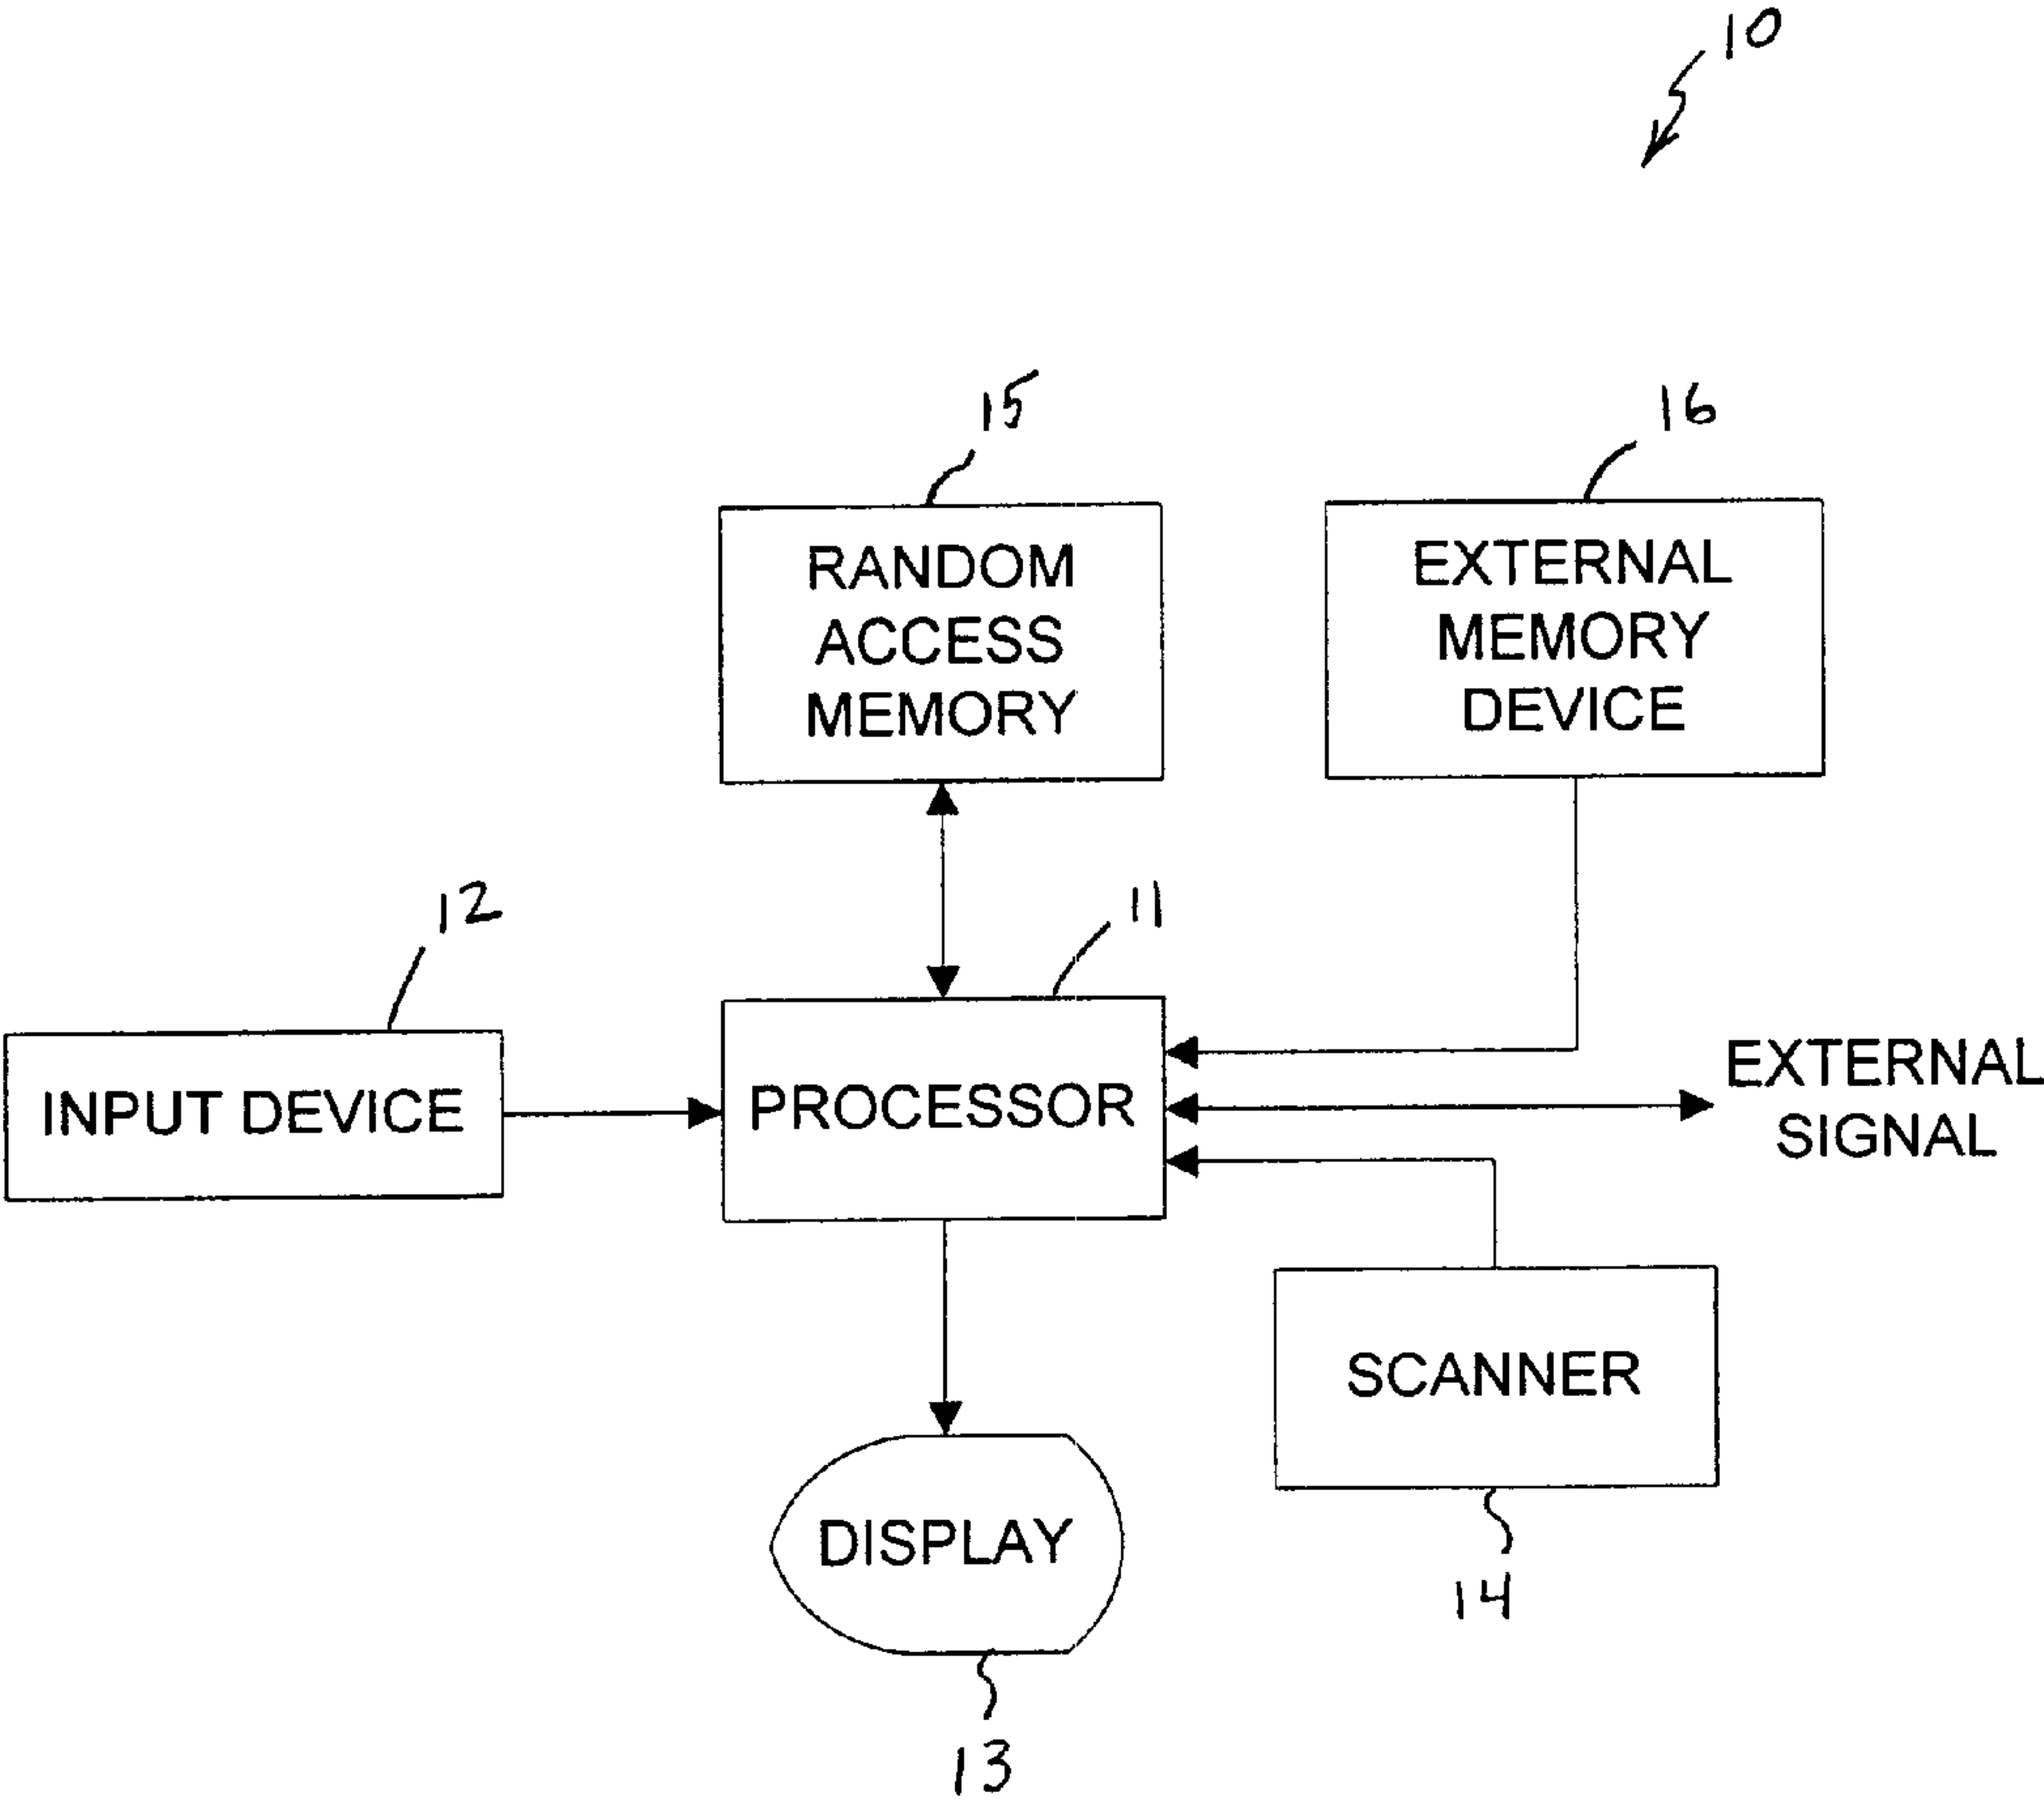 10
15
16
RANDOM
ACCESS
MEMORY
EXTERNAL
MEMORY
DEVICE
12
11
INPUT DEVICE
PROCESSOR
EXTERNAL
SIGNAL
SCANNER
DISPLAY
14
13